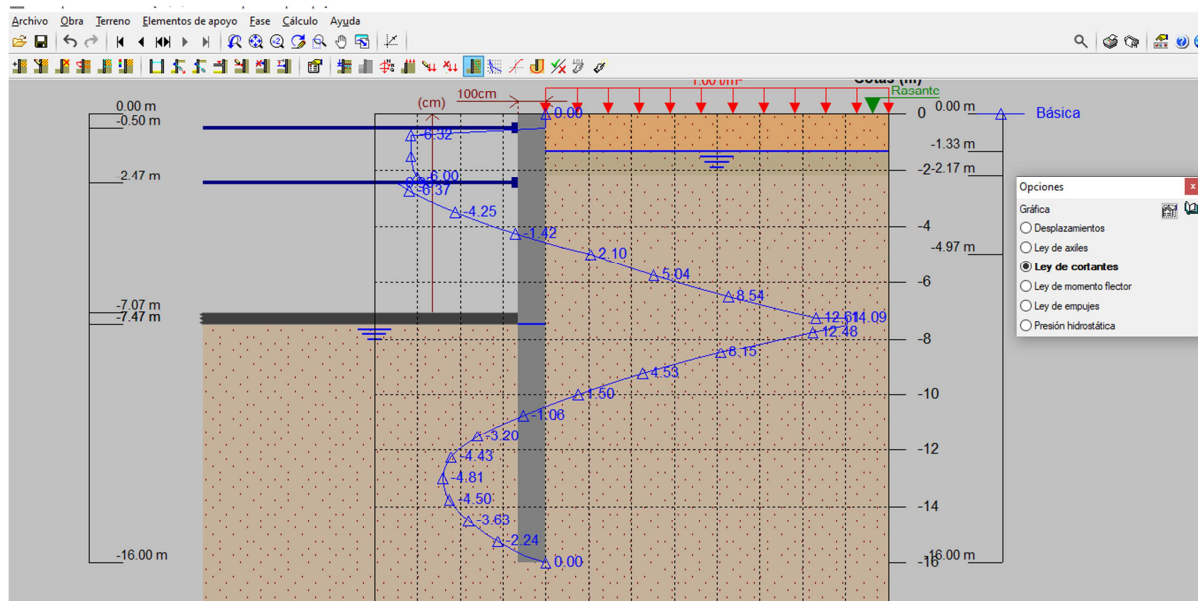 Archivo Obra Terreno Elementos de apoyo Fase Cálculo Ayuda
1.00 t/m²
Cotas (m)
Rasante
100cm
(cm)
0.00 m
-0.50 m
0.00
0
0.00 m
Básica
-6.32
-1.33 m
2.47 m
-6.00
-6.37
-2
-2.17 m
-4.25
-1.42
-4
2.10
-4.97 m
5.04
-6
8.54
-7.07 m
-7.47 m
12.61
14.09
12.48
-8
8.15
4.53
1.50
-10
-1.06
-3.20
-4.43
-12
-4.81
-4.50
-14
-3.63
-2.24
-16.00 m
0.00
-16
-16.00 m
Opciones
Gráfica
Desplazamientos
Ley de axiles
Ley de cortantes
Ley de momento flector
Ley de empujes
Presión hidrostática